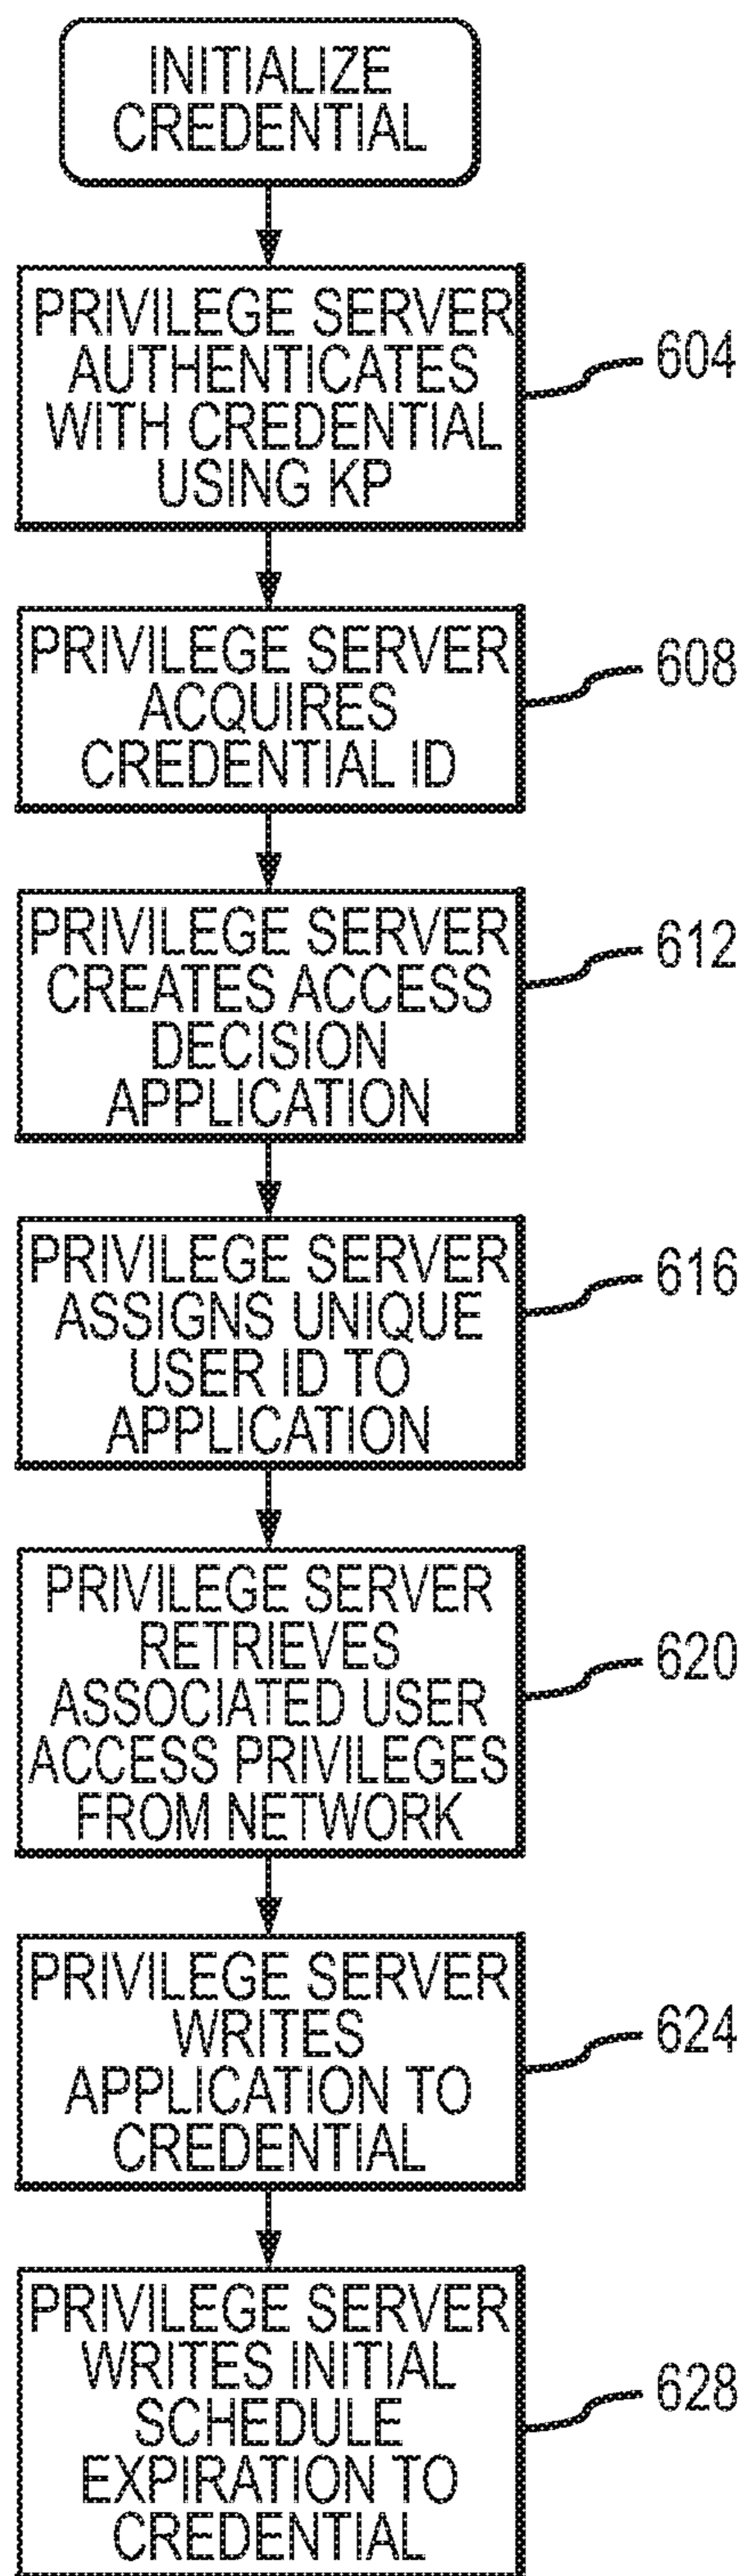 INITIALIZE
CREDENTIAL
PRIVILEGE SERVER
AUTHENTICATES
WITH CREDENTIAL
USING KP
604
PRIVILEGE SERVER
ACQUIRES
CREDENTIAL ID
608
PRIVILEGE SERVER
CREATES ACCESS
DECISION
APPLICATION
612
PRIVILEGE SERVER
ASSIGNS UNIQUE
USER ID TO
APPLICATION
616
PRIVILEGE SERVER
RETRIEVES
ASSOCIATED USER
ACCESS PRIVILEGES
FROM NETWORK
620
PRIVILEGE SERVER
WRITES
APPLICATION TO
CREDENTIAL
624
PRIVILEGE SERVER
WRITES INITIAL
SCHEDULE
EXPIRATION TO
CREDENTIAL
628